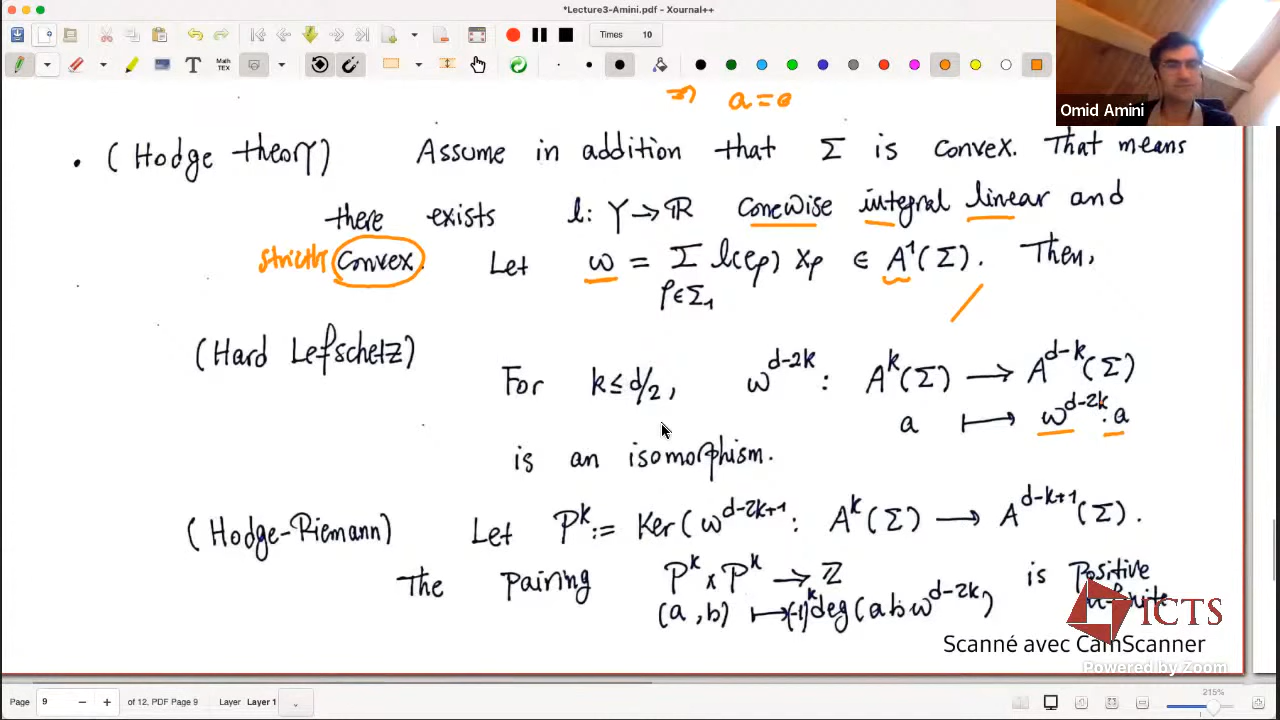 *Lecture3-Amini.pdf - Xournal++
Times 10
Math TEX
Omid Amini
⇒ a = 0
• (Hodge theory) Assume in addition that Σ is convex. That means
there exists l: Y → ℝ conewise integral linear and
strictly convex. Let ω = Σ_{ρ∈Σ₁} l(e_ρ) x_ρ ∈ A¹(Σ). Then,
(Hard Lefschetz)
For k ≤ d/2, ω^{d-2k} : A^k(Σ) → A^{d-k}(Σ)
a ↦ ω^{d-2k}·a
is an isomorphism.
(Hodge-Riemann) Let P^k := Ker(ω^{d-2k+1} : A^k(Σ) → A^{d-k+1}(Σ).
The pairing P^k × P^k → ℤ is positive
(a, b) ↦ (-1)^k deg(a b ω^{d-2k})
ICTS
Scanné avec CamScanner
Powered by Zoom
Page 9 of 12, PDF Page 9 Layer Layer 1 215%